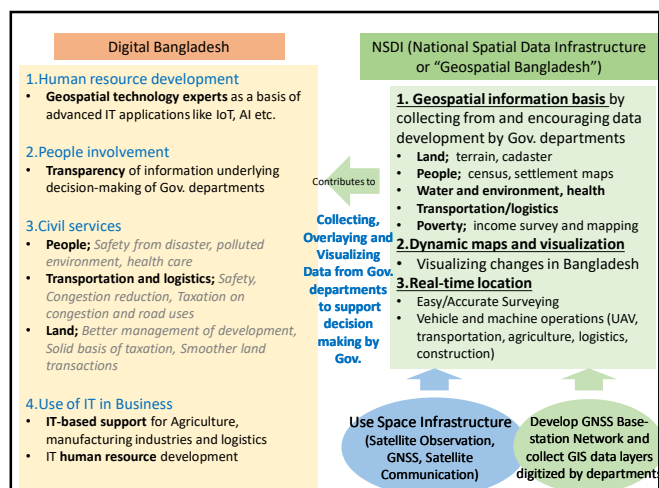 Digital Bangladesh
1.Human resource development
• Geospatial technology experts as a basis of
advanced IT applications like IoT, AI etc.
2.People involvement
• Transparency of information underlying
decision-making of Gov. departments
3.Civil services
• People; Safety from disaster, polluted
environment, health care
• Transportation and logistics; Safety,
Congestion reduction, Taxation on
congestion and road uses
• Land; Better management of development,
Solid basis of taxation, Smoother land
transactions
4.Use of IT in Business
• IT-based support for Agriculture,
manufacturing industries and logistics
• IT human resource development
Contributes to
Collecting,
Overlaying and
Visualizing
Data from Gov.
departments
to support
decision
making by
Gov.
NSDI (National Spatial Data Infrastructure
or “Geospatial Bangladesh”)
1. Geospatial information basis by
collecting from and encouraging data
development by Gov. departments
• Land; terrain, cadaster
• People; census, settlement maps
• Water and environment, health
• Transportation/logistics
• Poverty; income survey and mapping
2.Dynamic maps and visualization
• Visualizing changes in Bangladesh
3.Real-time location
• Easy/Accurate Surveying
• Vehicle and machine operations (UAV,
transportation, agriculture, logistics,
construction)
Use Space Infrastructure
(Satellite Observation,
GNSS, Satellite
Communication)
Develop GNSS Base-
station Network and
collect GIS data layers
digitized by departments